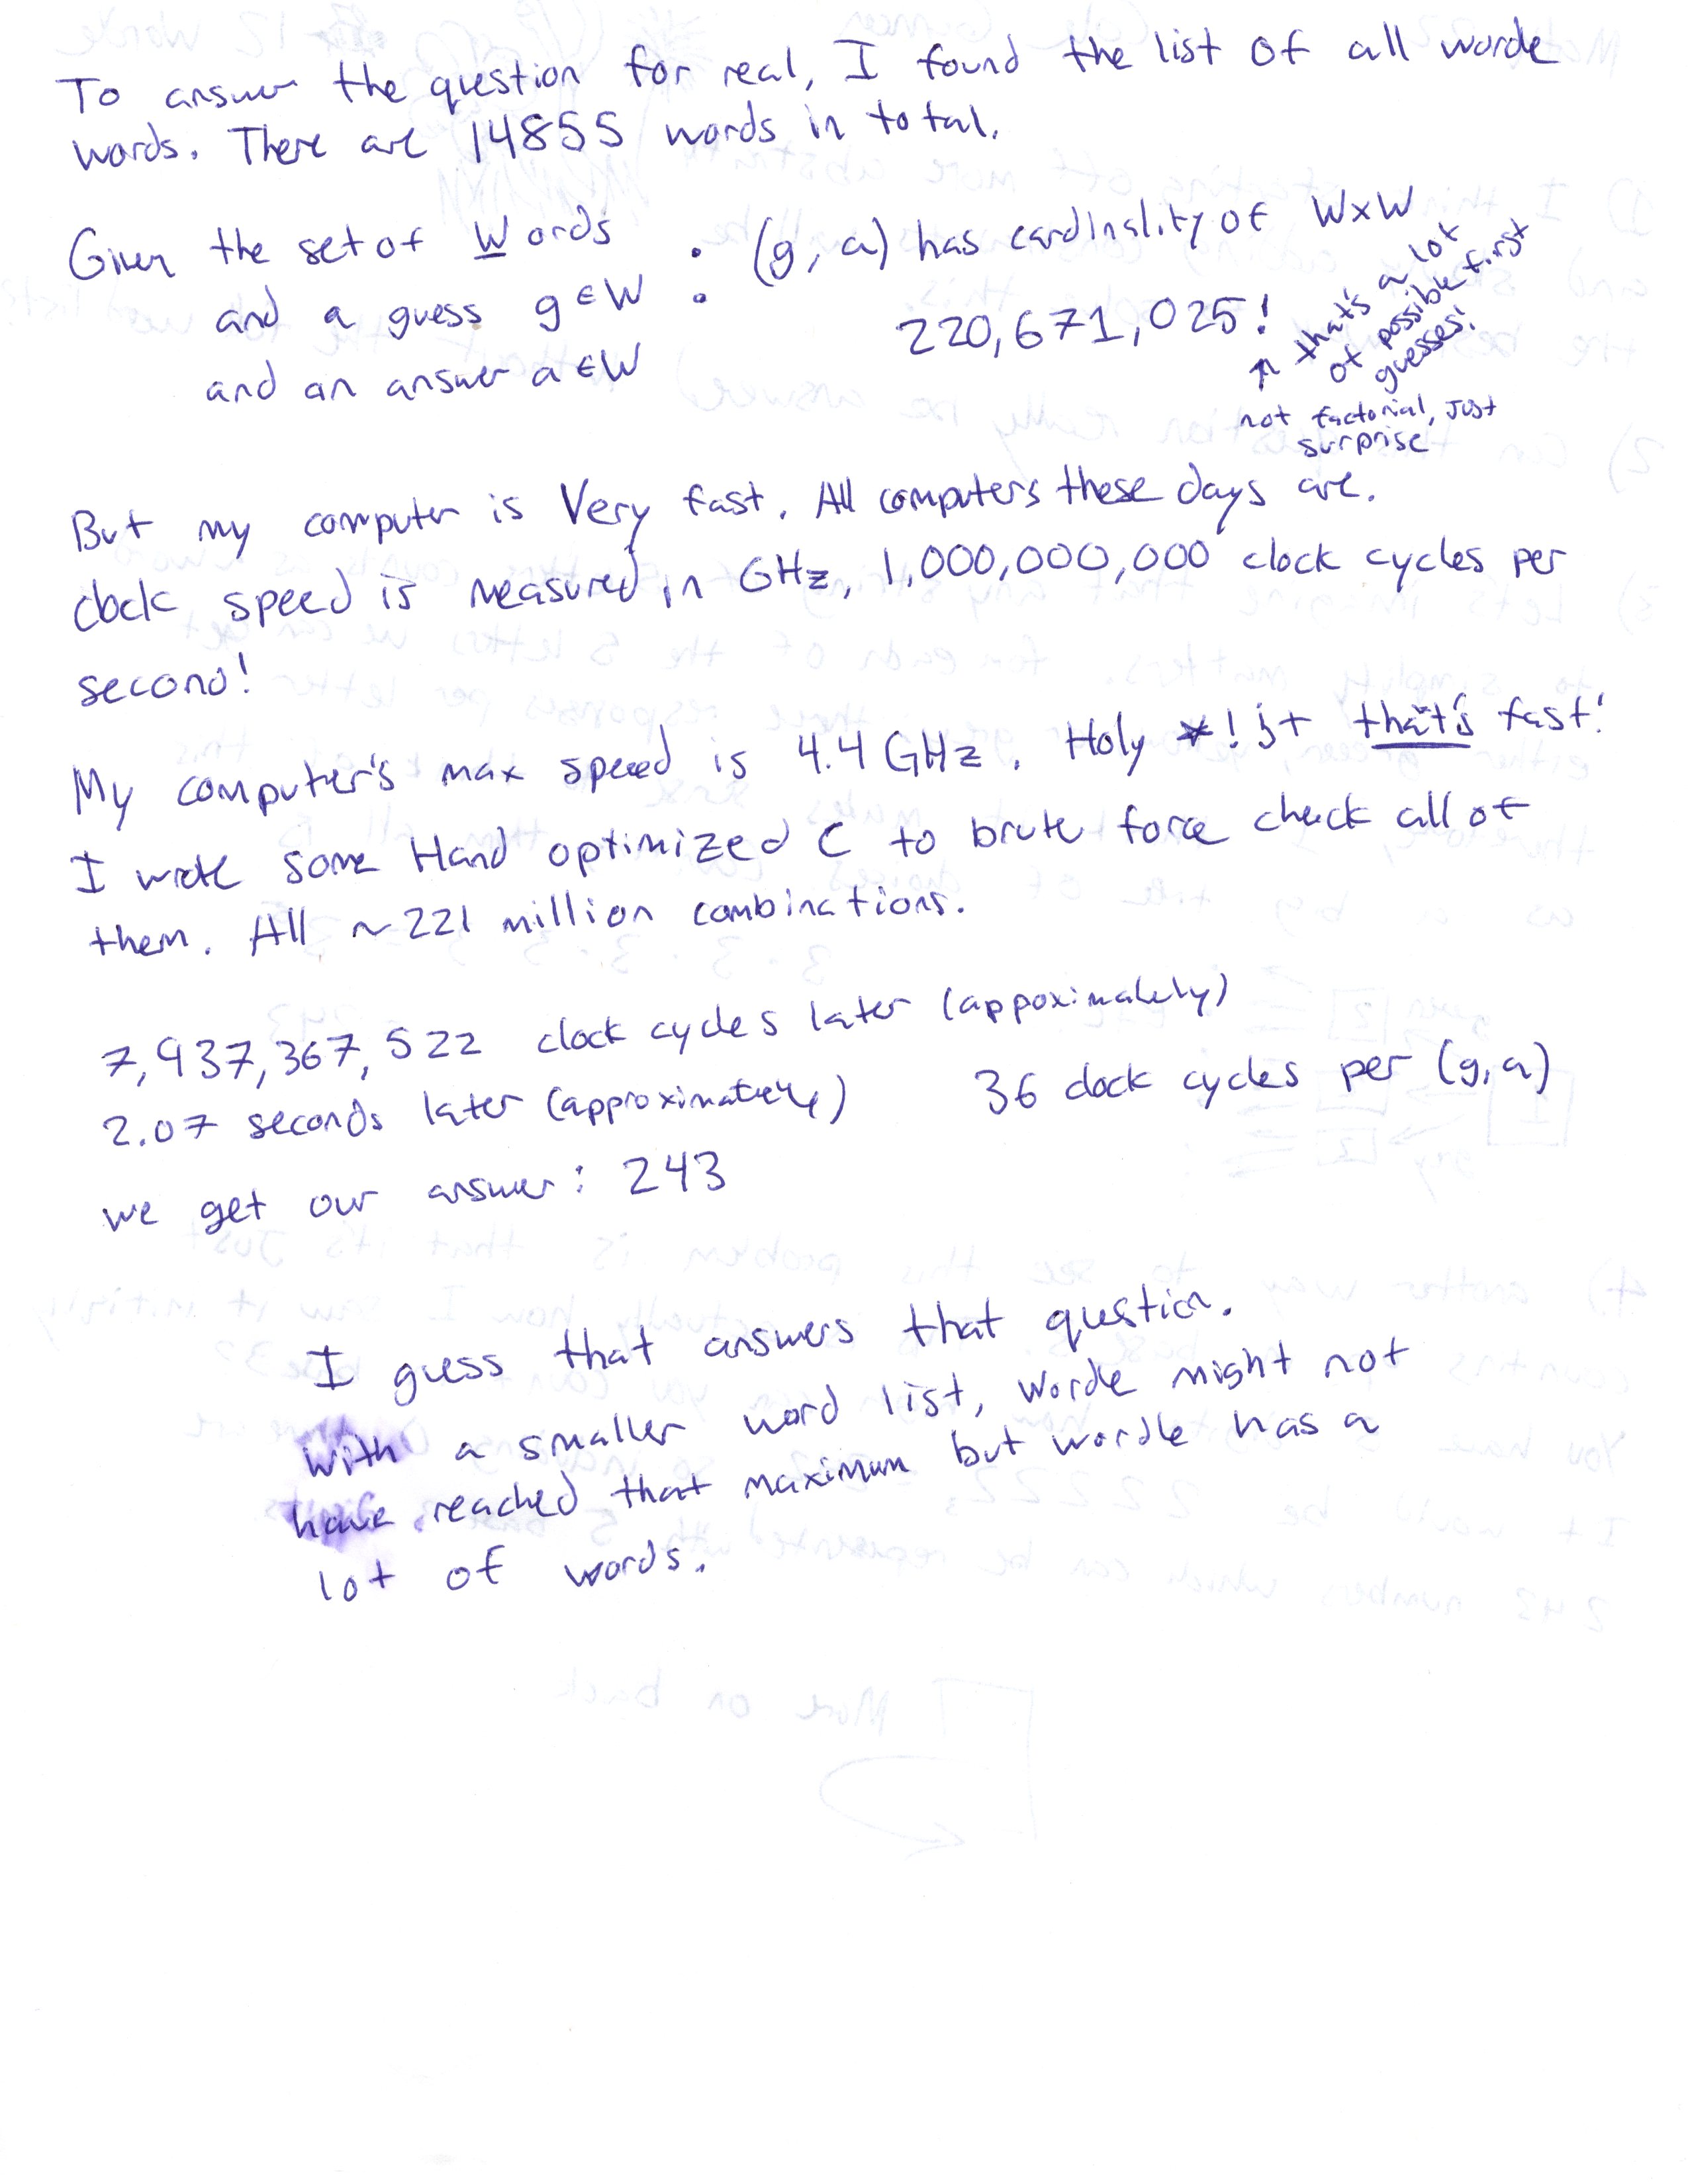 To answer the question for real, I found the list of all worde
words. There are 14855 words in total.
Given the set of Words
and a guess g ∈ W
and an answer a ∈ W
: (g, a) has cardinality of W×W
220,671,025!
↑ that's a lot
of possible first
guesses!
not factorial, just
surprise
But my computer is Very fast. All computers these days are.
clock speed is measured in GHz, 1,000,000,000 clock cycles per
second!
My computer's max speed is 4.4 GHz. Holy *!jt that's fast!
I wrote some Hand optimized C to brute force check all of
them. All ~221 million combinations.
7,937,367,522 clock cycles later (appoximately)
2.07 seconds later (approximately)
36 clock cycles per (g,a)
we get our answer: 243
I guess that answers that question.
With a smaller word list, Wordle might not
have reached that maximum but wordle has a
lot of words.